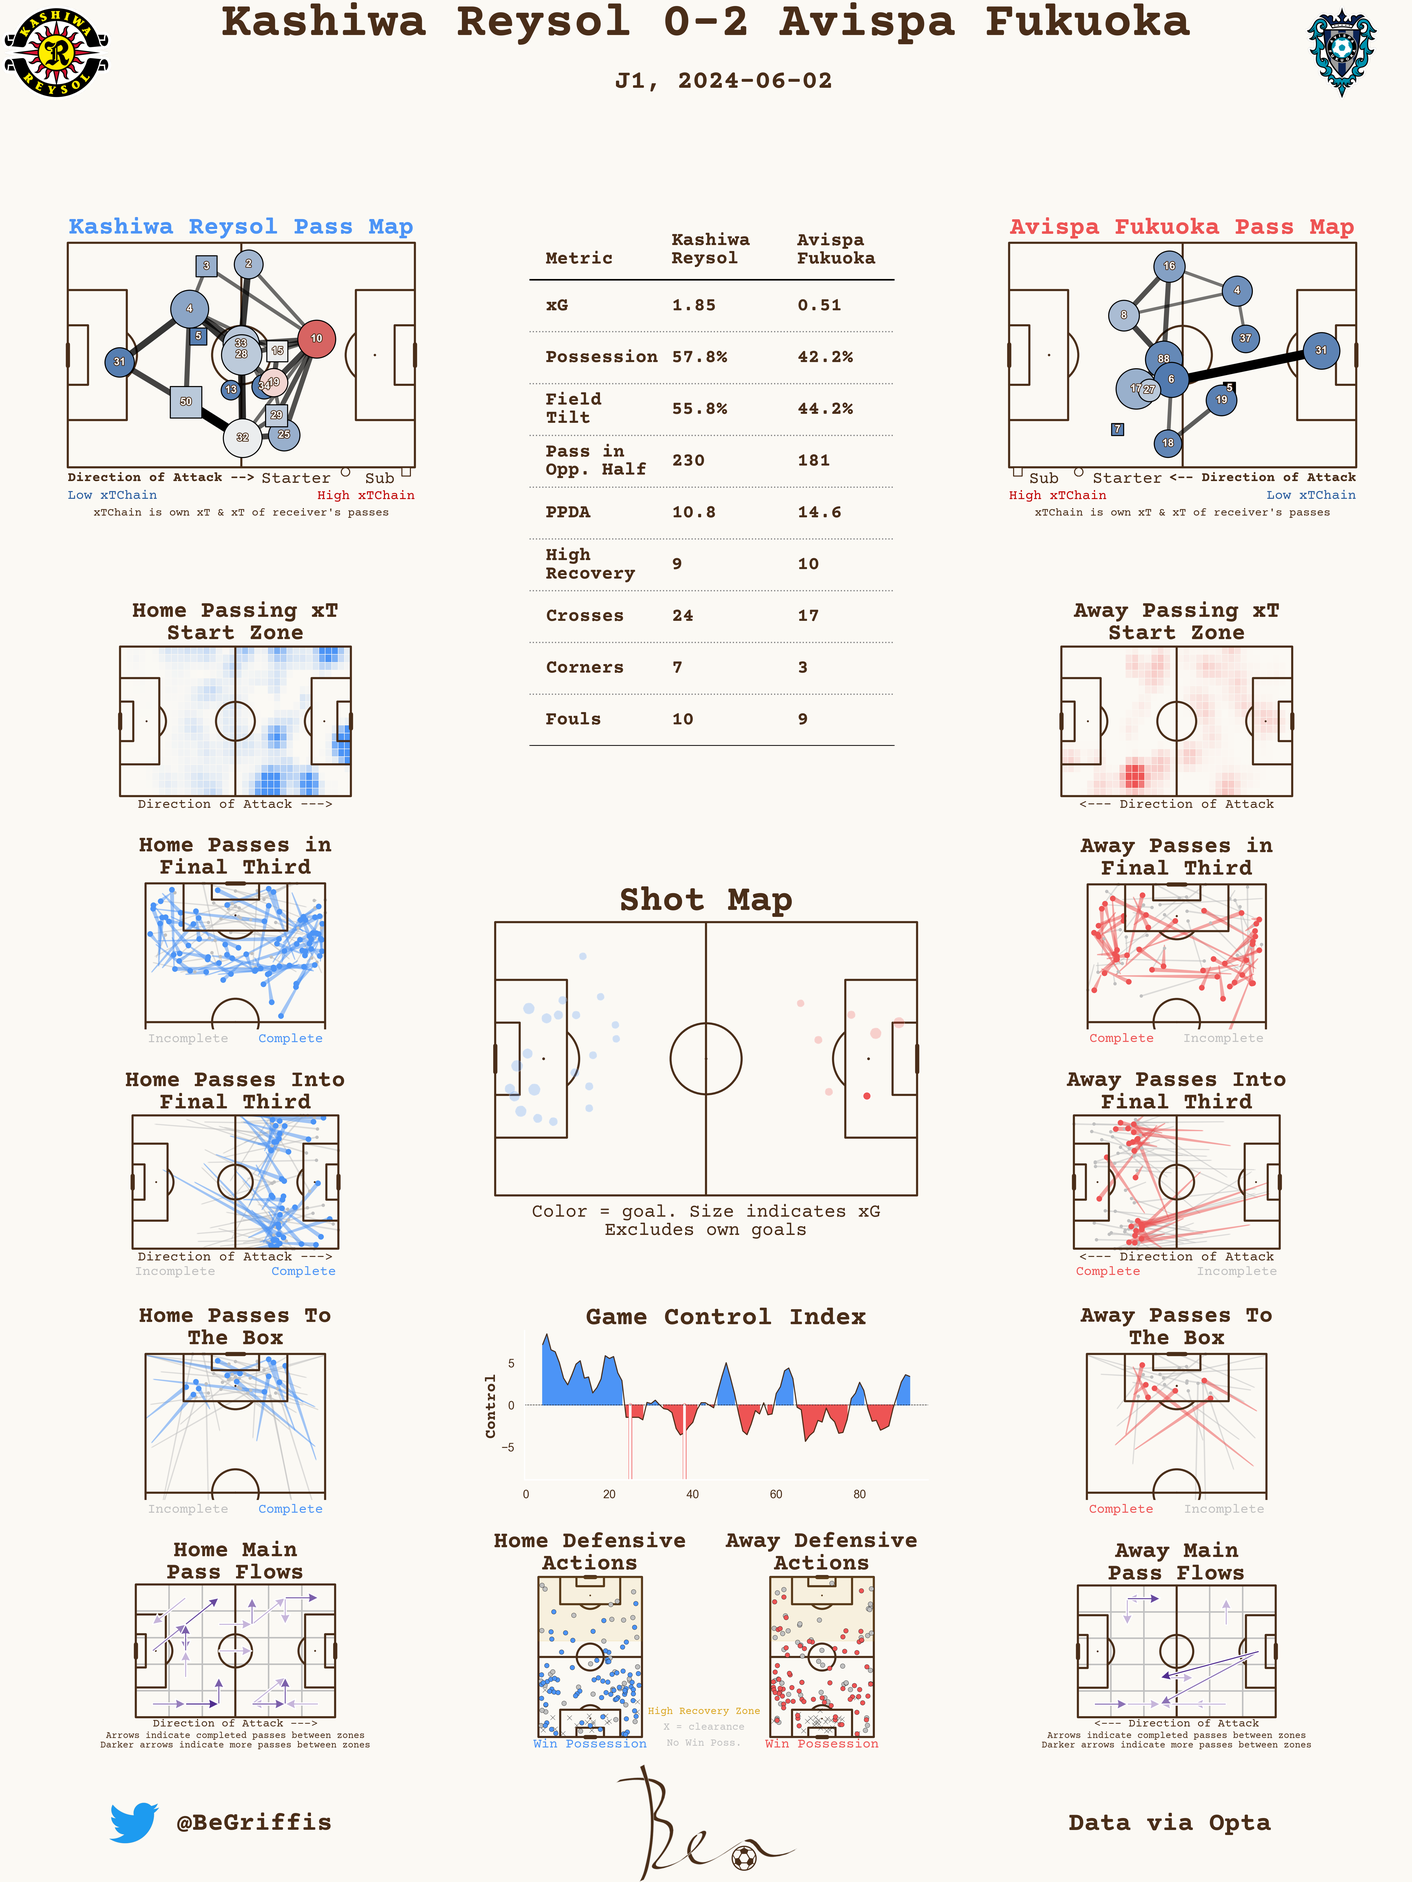 Kashiwa Reysol 0-2 Avispa Fukuoka
J1, 2024-06-02
KASHIWA
R
REYSOL
Kashiwa Reysol Pass Map
3
2
4
5
33
28
15
10
31
13
34
19
50
29
32
25
Direction of Attack --> Starter Sub
Low xTChain High xTChain
xTChain is own xT & xT of receiver's passes
Metric Kashiwa Reysol Avispa Fukuoka
xG 1.85 0.51
Possession 57.8% 42.2%
Field Tilt 55.8% 44.2%
Pass in Opp. Half 230 181
PPDA 10.8 14.6
High Recovery 9 10
Crosses 24 17
Corners 7 3
Fouls 10 9
Avispa Fukuoka Pass Map
16
4
8
37
88
31
6
17
27
5
19
7
18
Sub Starter <-- Direction of Attack
High xTChain Low xTChain
xTChain is own xT & xT of receiver's passes
Home Passing xT
Start Zone
Direction of Attack --->
Away Passing xT
Start Zone
<--- Direction of Attack
Home Passes in
Final Third
Incomplete Complete
Away Passes in
Final Third
Complete Incomplete
Shot Map
Color = goal. Size indicates xG
Excludes own goals
Home Passes Into
Final Third
Direction of Attack --->
Incomplete Complete
Away Passes Into
Final Third
<--- Direction of Attack
Complete Incomplete
Home Passes To
The Box
Incomplete Complete
Game Control Index
Control
5
0
−5
0 20 40 60 80
Away Passes To
The Box
Complete Incomplete
Home Main
Pass Flows
Direction of Attack --->
Arrows indicate completed passes between zones
Darker arrows indicate more passes between zones
Home Defensive
Actions
Win Possession
Away Defensive
Actions
Win Possession
High Recovery Zone
X = clearance
No Win Poss.
Away Main
Pass Flows
<--- Direction of Attack
Arrows indicate completed passes between zones
Darker arrows indicate more passes between zones
@BeGriffis
Ben
Data via Opta